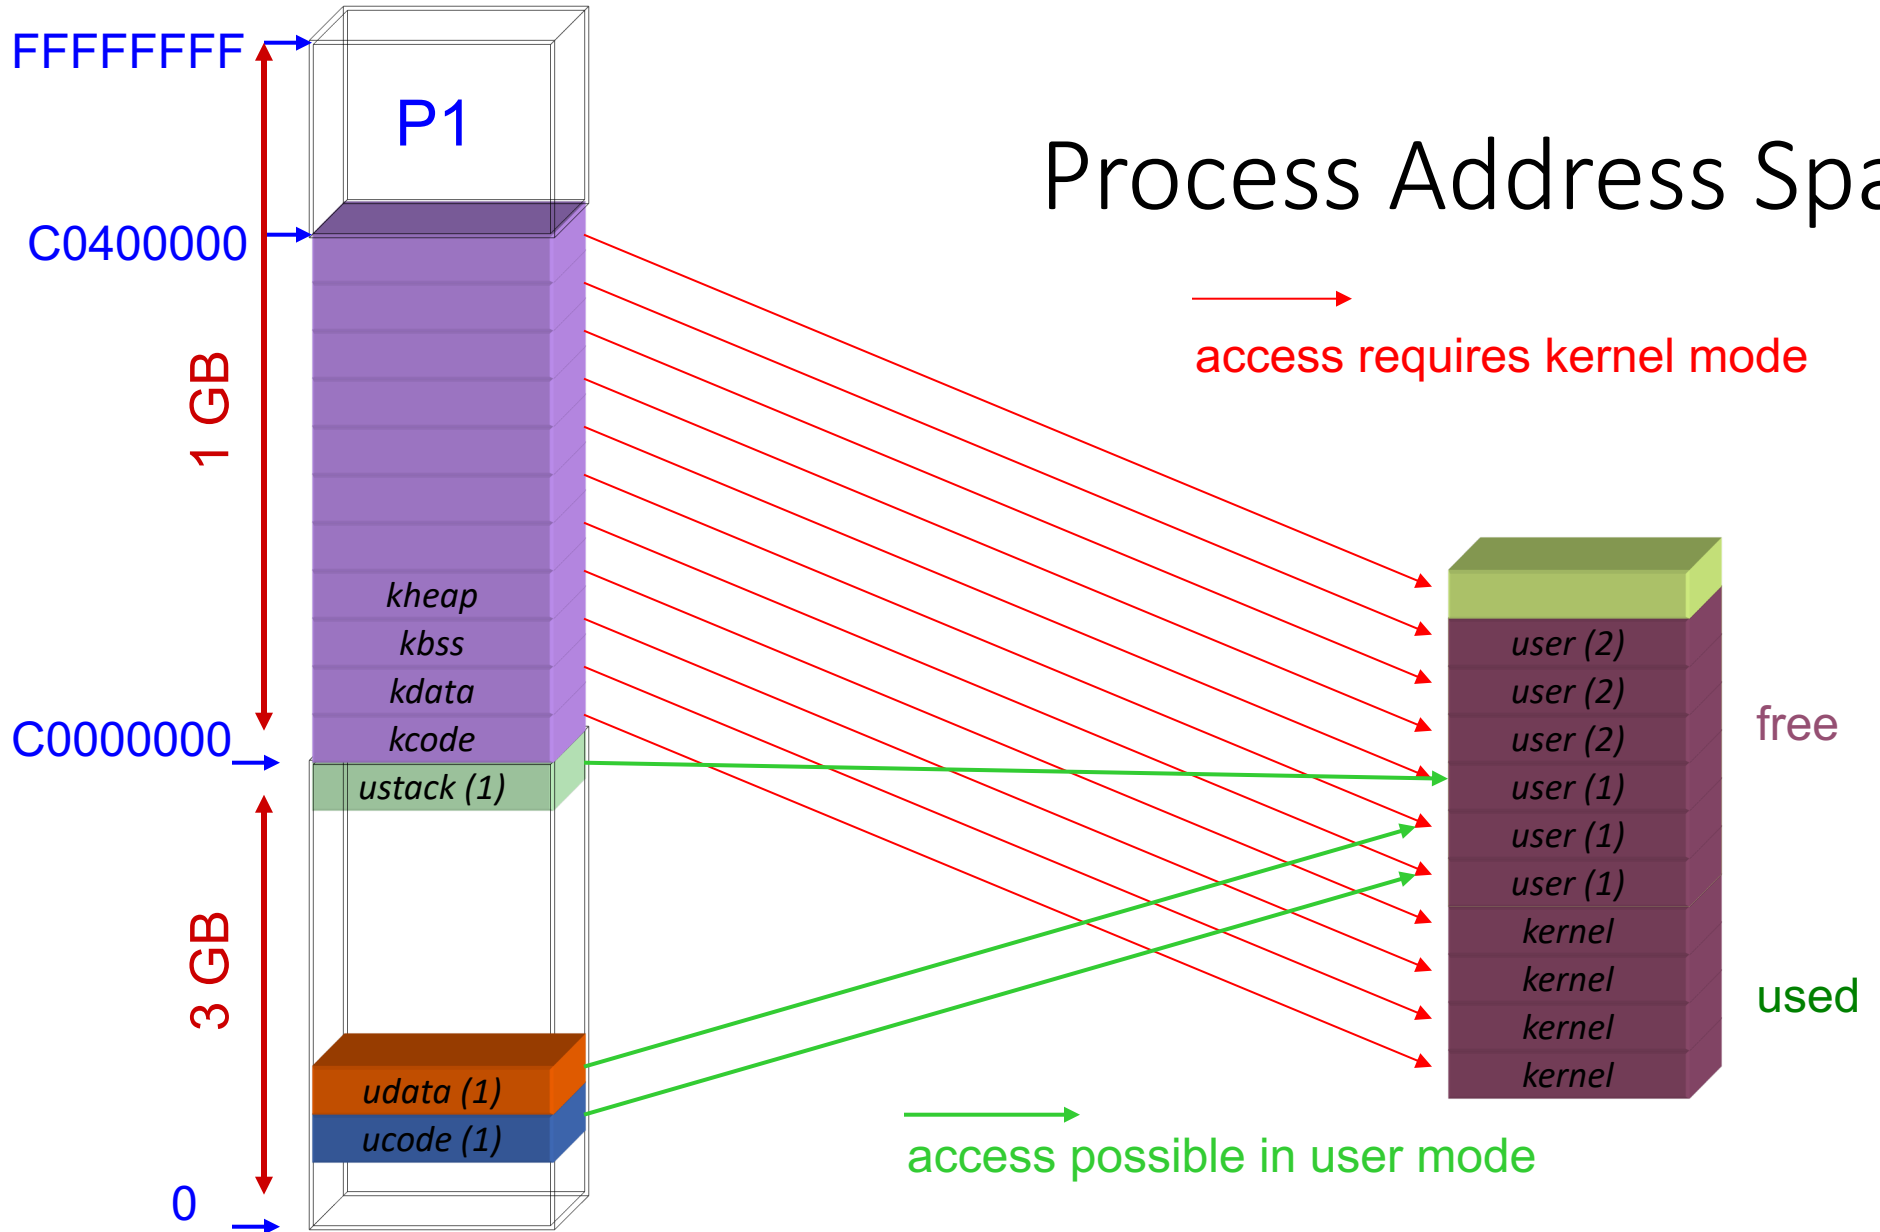 FFFFFFFF
P1
Process Address Spa
C0400000
access requires kernel mode
1 GB
kheap
kbss
kdata
kcode
C0000000
ustack (1)
user (2)
user (2)
user (2)
user (1)
user (1)
user (1)
kernel
kernel
kernel
kernel
free
used
3 GB
udata (1)
ucode (1)
access possible in user mode
0